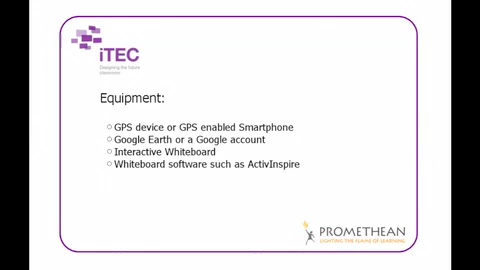 iTEC
Designing the future
classroom
Equipment:
GPS device or GPS enabled Smartphone
Google Earth or a Google account
Interactive Whiteboard
Whiteboard software such as ActivInspire
PROMETHEAN
LIGHTING THE FLAME OF LEARNING